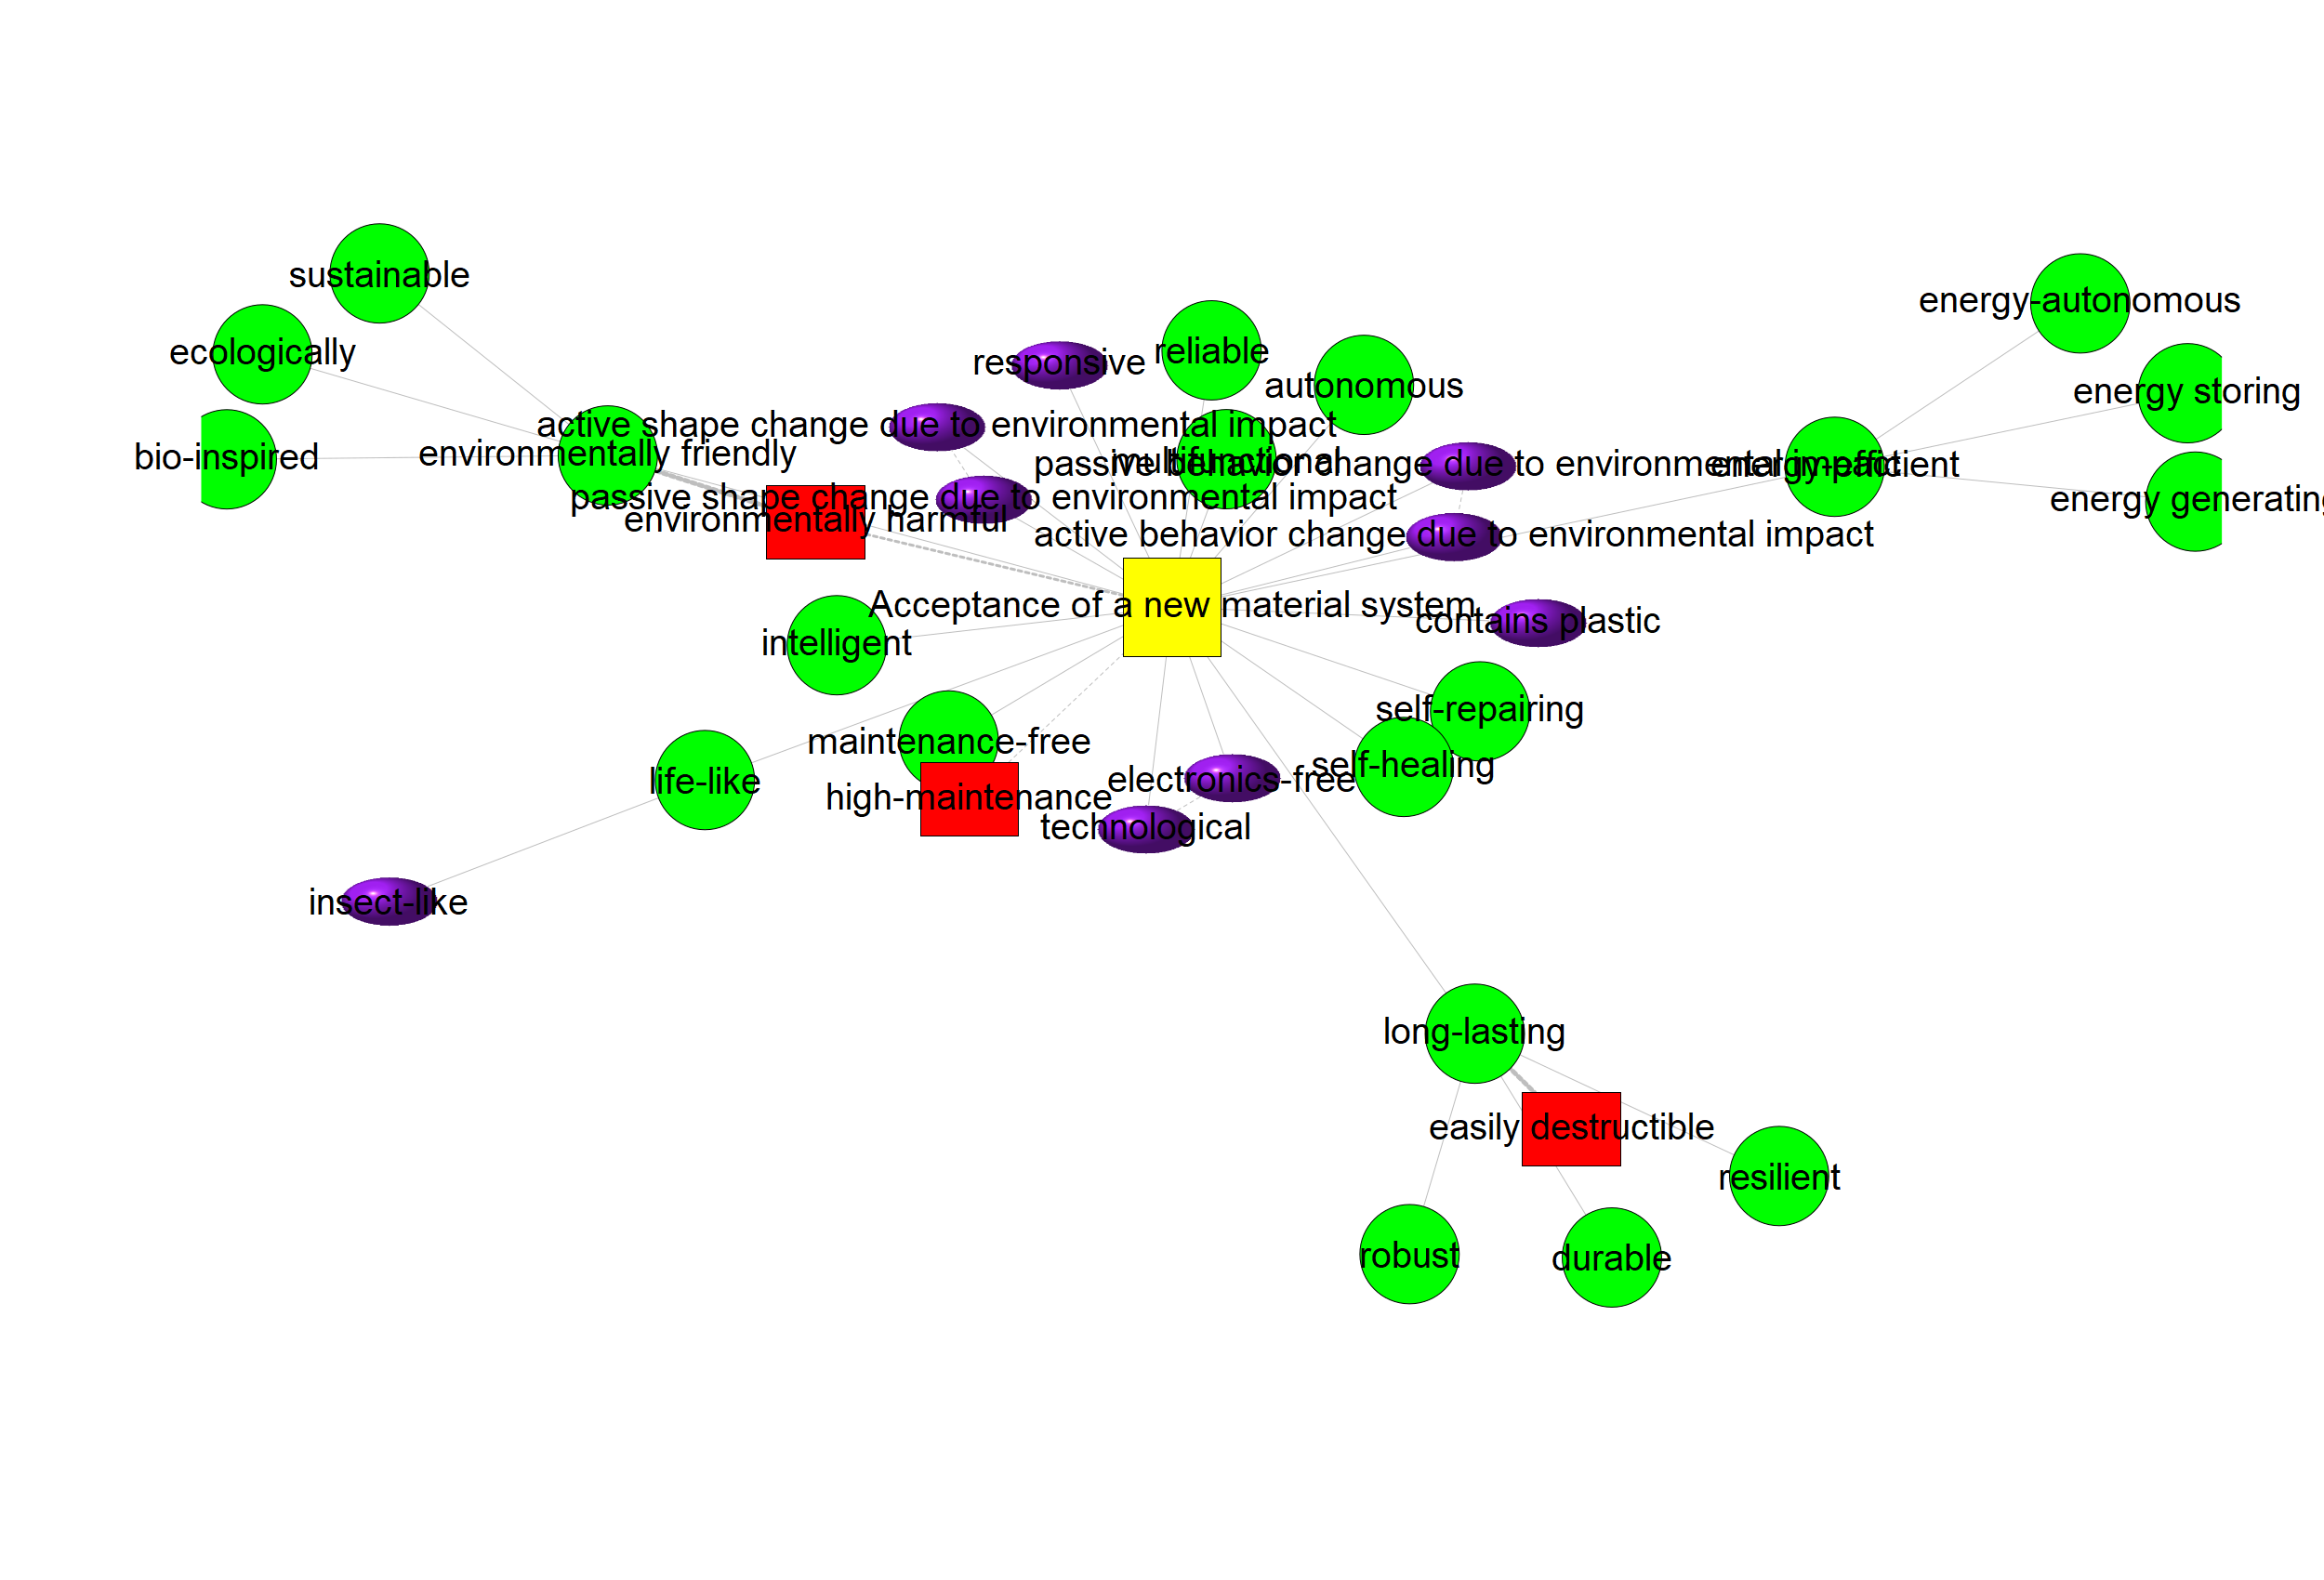 sustainable
energy-autonomous
ecologically
responsive
reliable
autonomous
energy storing
active shape change due to environmental impact
bio-inspired
environmentally friendly
multifunctional
passive behavior change due to environmental impact
energy-efficient
passive shape change due to environmental impact
energy generating
environmentally harmful
active behavior change due to environmental impact
Acceptance of a new material system
contains plastic
intelligent
self-repairing
maintenance-free
self-healing
life-like
electronics-free
high-maintenance
technological
insect-like
long-lasting
easily destructible
resilient
robust
durable